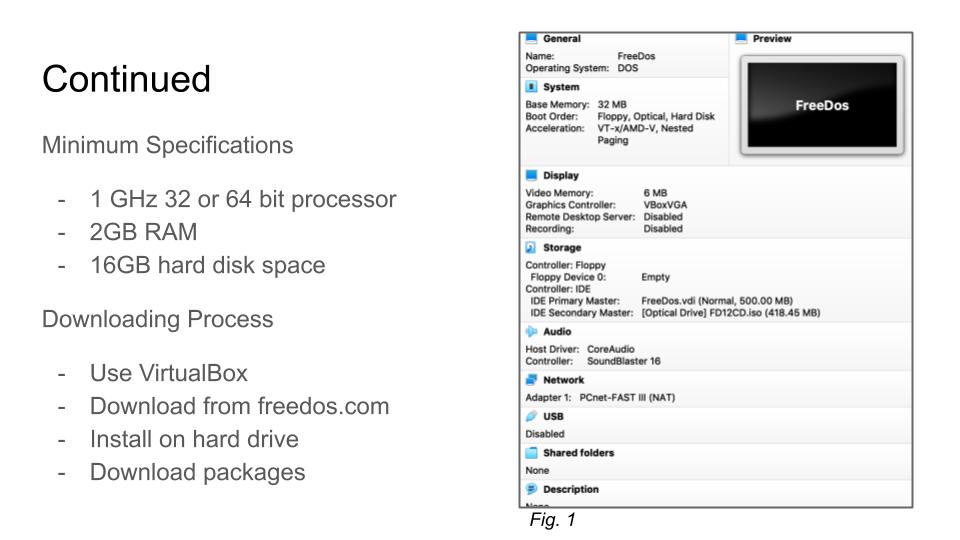 Continued
Minimum Specifications
- 1 GHz 32 or 64 bit processor
- 2GB RAM
- 16GB hard disk space
Downloading Process
- Use VirtualBox
- Download from freedos.com
- Install on hard drive
- Download packages
General
Name: FreeDos
Operating System: DOS
System
Base Memory: 32 MB
Boot Order: Floppy, Optical, Hard Disk
Acceleration: VT-x/AMD-V, Nested
Paging
Preview
FreeDos
Display
Video Memory: 6 MB
Graphics Controller: VBoxVGA
Remote Desktop Server: Disabled
Recording: Disabled
Storage
Controller: Floppy
Floppy Device 0: Empty
Controller: IDE
IDE Primary Master: FreeDos.vdi (Normal, 500.00 MB)
IDE Secondary Master: [Optical Drive] FD12CD.iso (418.45 MB)
Audio
Host Driver: CoreAudio
Controller: SoundBlaster 16
Network
Adapter 1: PCnet-FAST III (NAT)
USB
Disabled
Shared folders
None
Description
None
Fig. 1